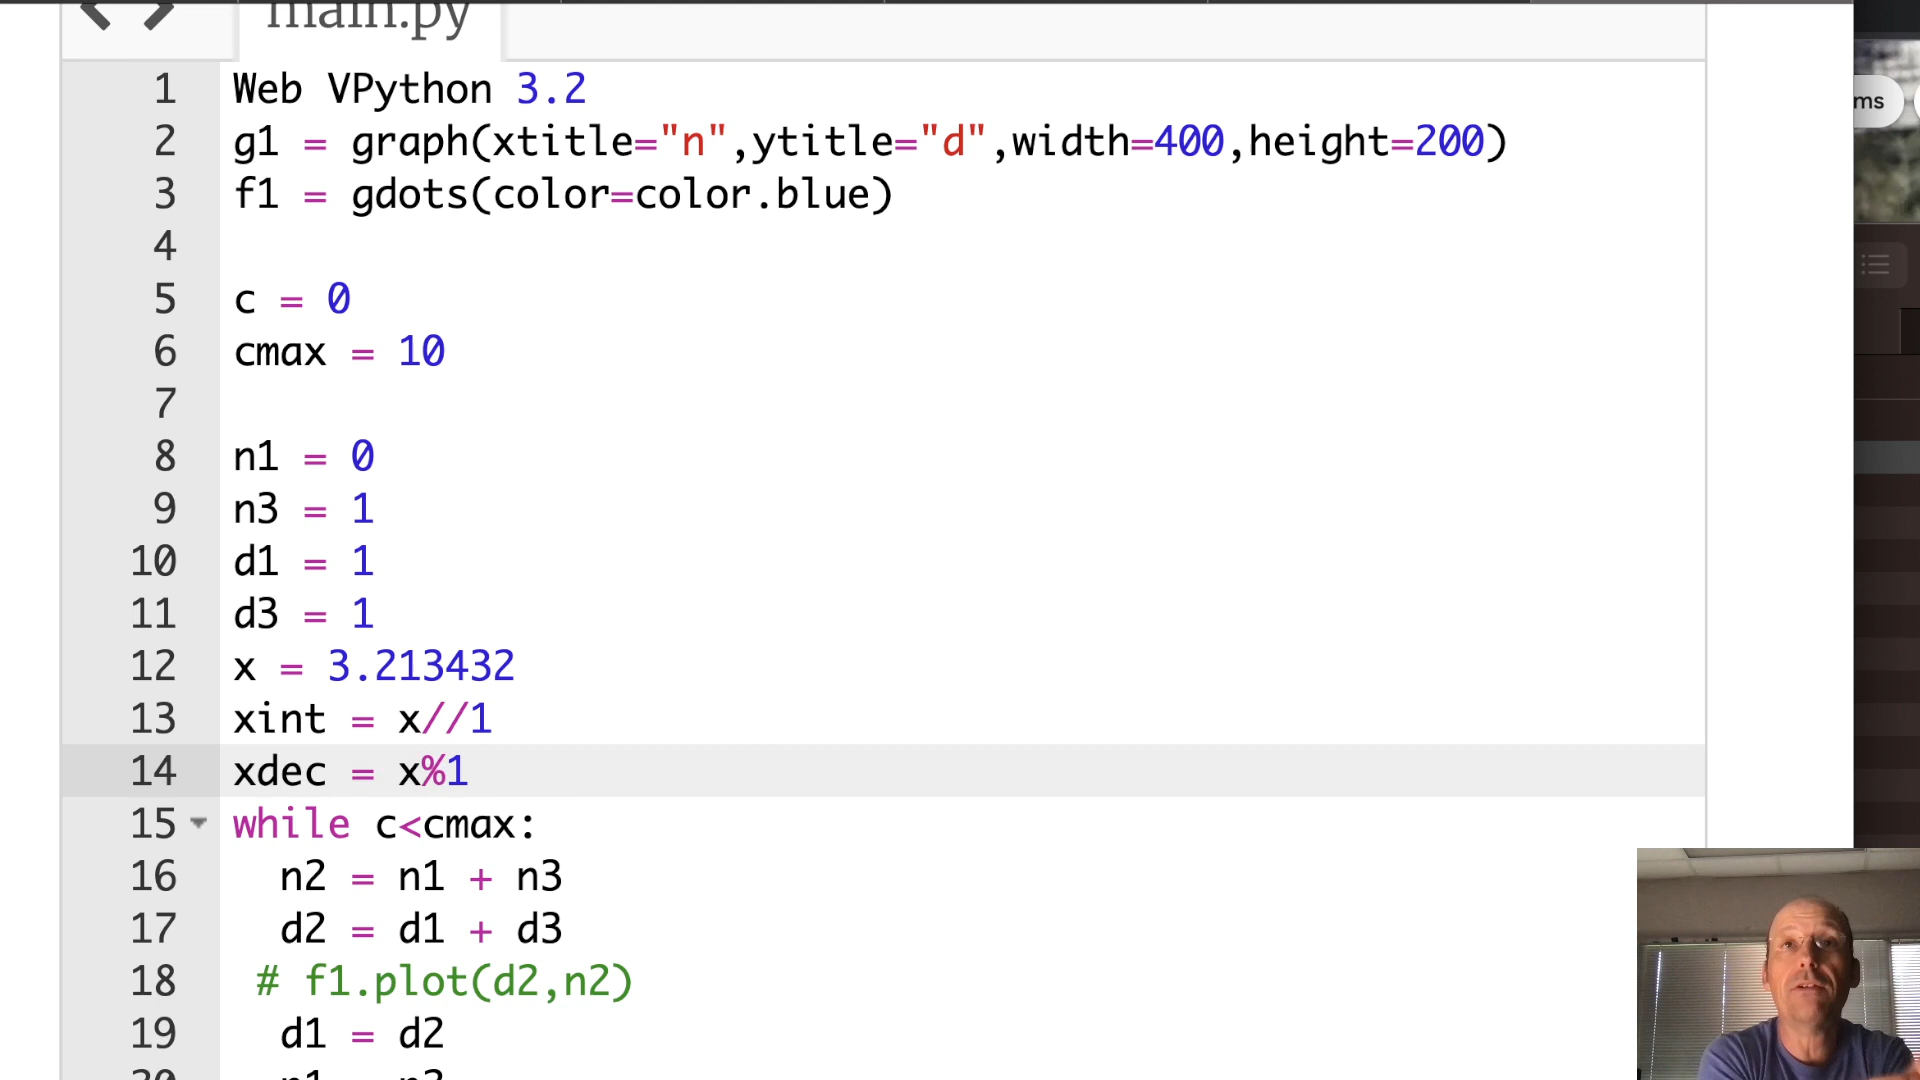 main.py
ms
1 Web VPython 3.2
2 g1 = graph(xtitle="n",ytitle="d",width=400,height=200)
3 f1 = gdots(color=color.blue)
4
5 c = 0
6 cmax = 10
7
8 n1 = 0
9 n3 = 1
10 d1 = 1
11 d3 = 1
12 x = 3.213432
13 xint = x//1
14 xdec = x%1
15 while c<cmax:
16 n2 = n1 + n3
17 d2 = d1 + d3
18 # f1.plot(d2,n2)
19 d1 = d2